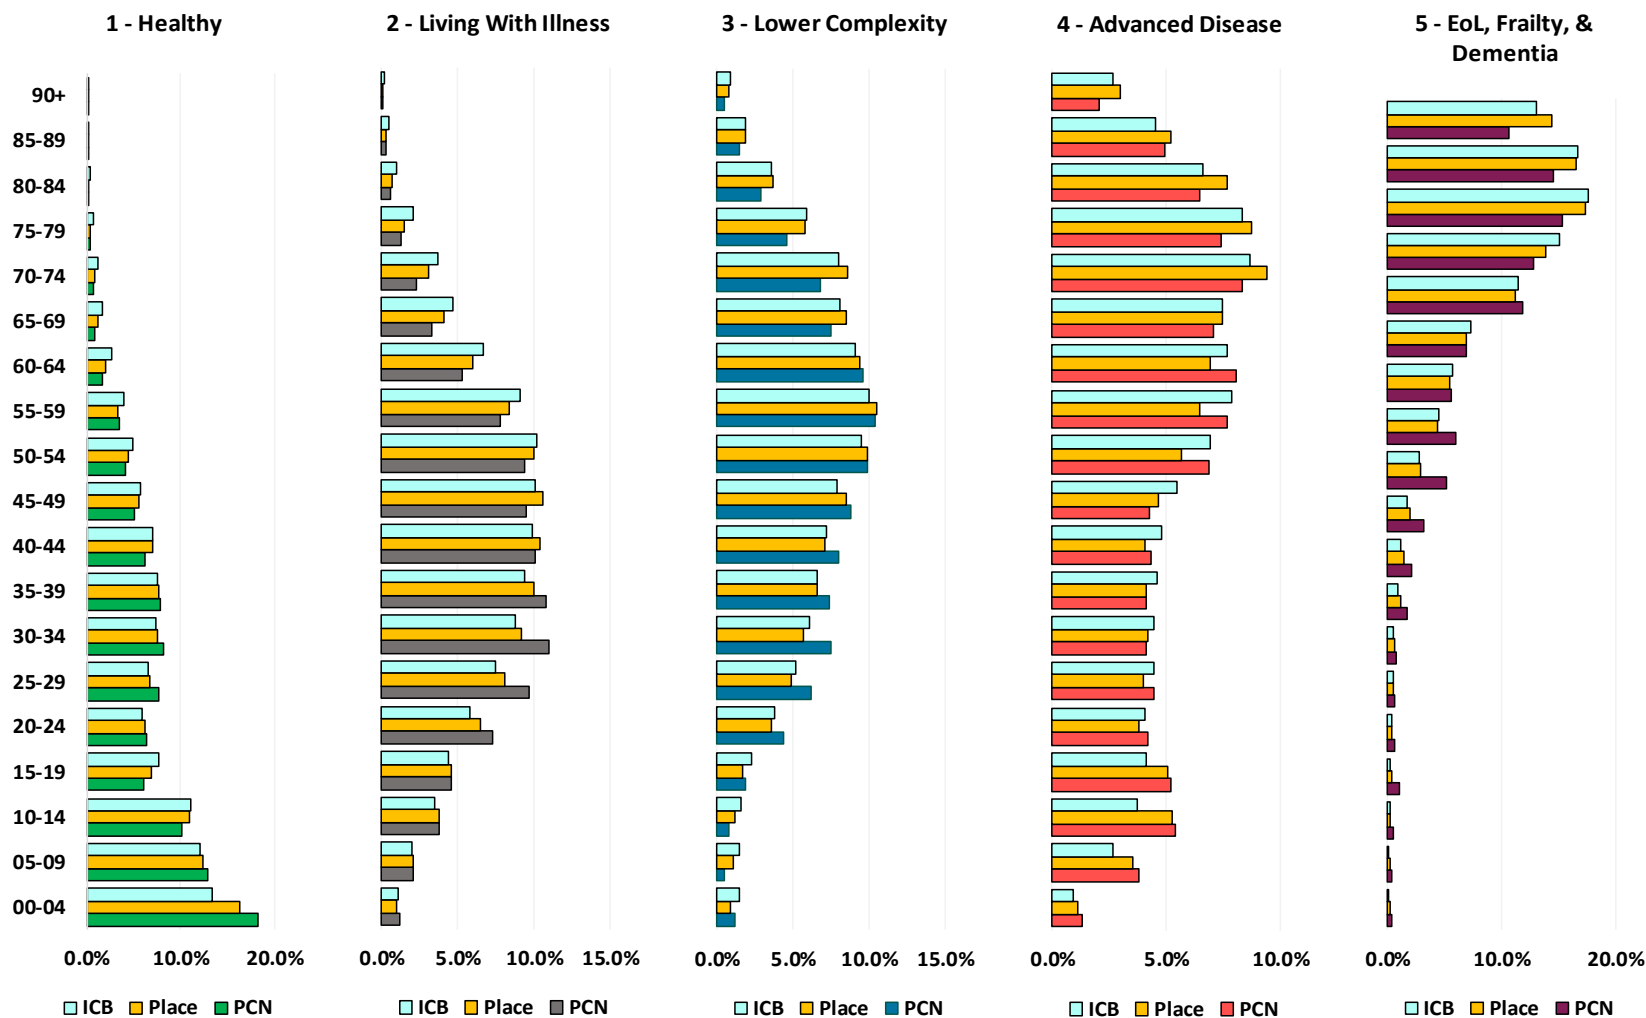 1 - Healthy
2 - Living With Illness
3 - Lower Complexity
4 - Advanced Disease
5 - EoL, Frailty, &
Dementia
90+
85-89
80-84
75-79
70-74
65-69
60-64
55-59
50-54
45-49
40-44
35-39
30-34
25-29
20-24
15-19
10-14
05-09
00-04
0.0% 10.0% 20.0%
0.0% 5.0% 10.0% 15.0%
0.0% 5.0% 10.0% 15.0%
0.0% 5.0% 10.0%
0.0% 10.0% 20.0%
ICB Place PCN
ICB Place PCN
ICB Place PCN
ICB Place PCN
ICB Place PCN